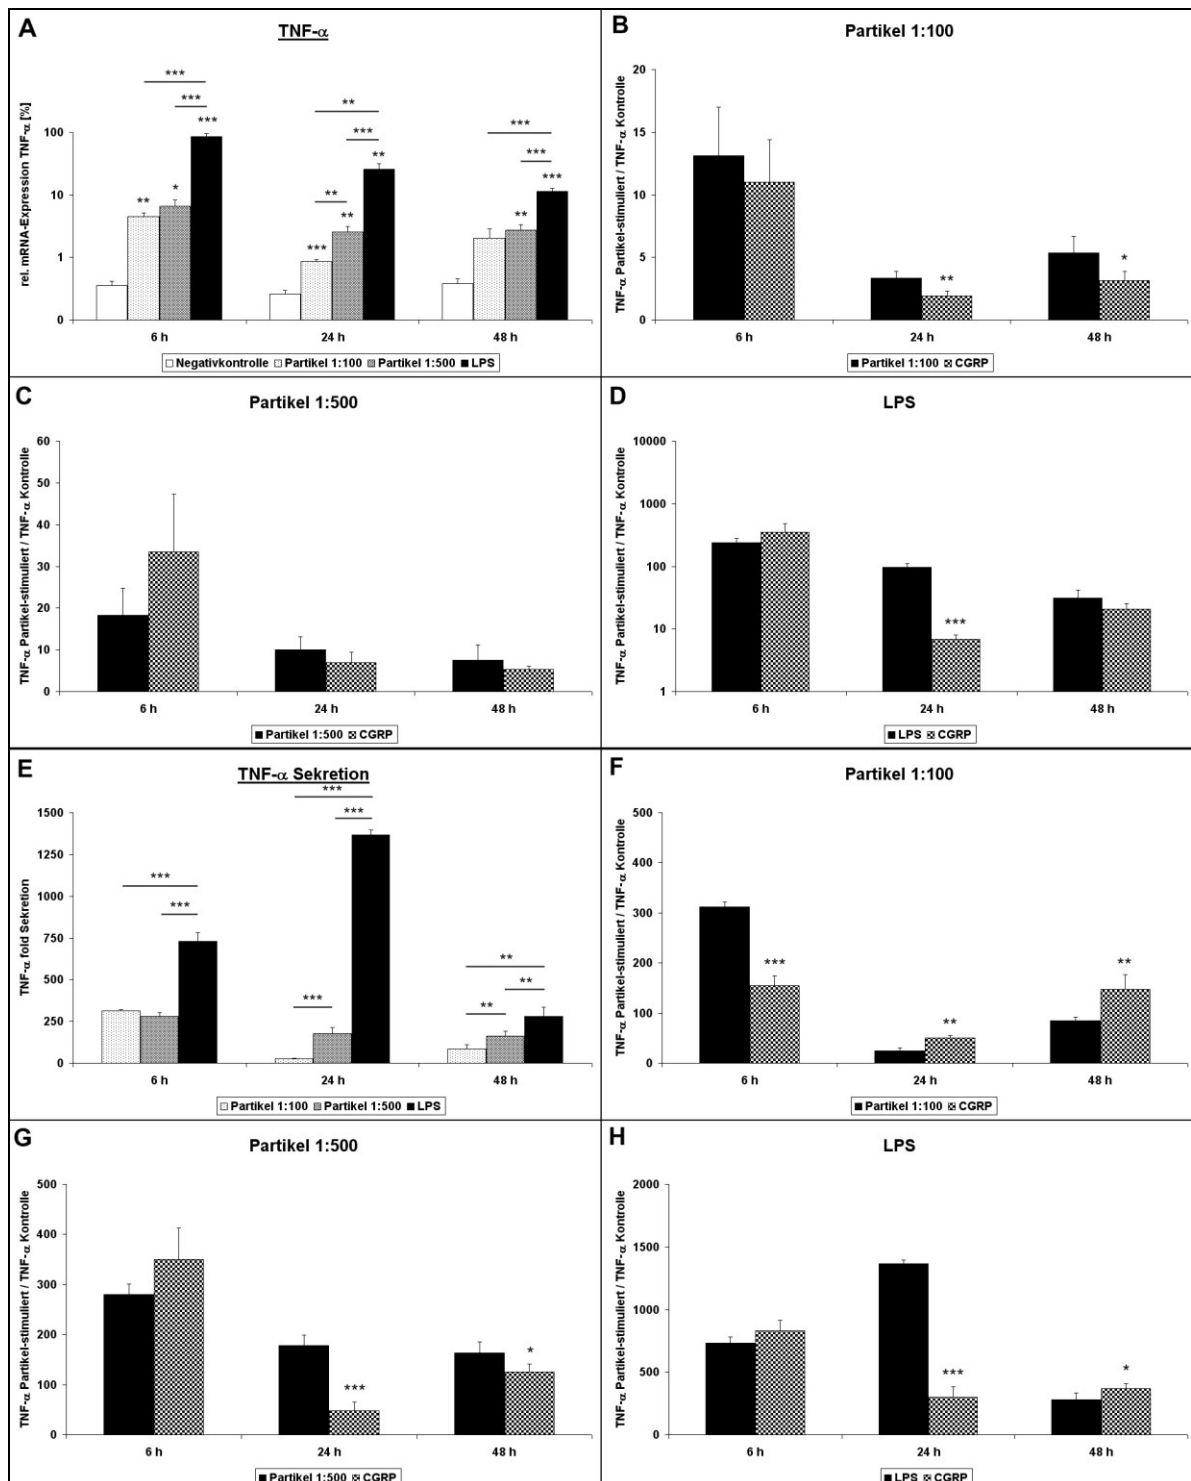 A
TNF-α
rel. mRNA-Expression TNF-α [%]
100
10
1
0
***
***
***
**
*
**
***
**
**
**
***
***
***
***
**
6 h
24 h
48 h
Negativkontrolle Partikel 1:100 Partikel 1:500 LPS
B
Partikel 1:100
TNF-α Partikel-stimuliert / TNF-α Kontrolle
20
15
10
5
0
**
*
6 h
24 h
48 h
Partikel 1:100 CGRP
C
Partikel 1:500
TNF-α Partikel-stimuliert / TNF-α Kontrolle
60
50
40
30
20
10
0
6 h
24 h
48 h
Partikel 1:500 CGRP
D
LPS
TNF-α Partikel-stimuliert / TNF-α Kontrolle
10000
1000
100
10
1
***
6 h
24 h
48 h
LPS CGRP
E
TNF-α Sekretion
TNF-α fold Sekretion
1500
1250
1000
750
500
250
0
***
***
***
***
***
**
**
**
6 h
24 h
48 h
Partikel 1:100 Partikel 1:500 LPS
F
Partikel 1:100
TNF-α Partikel-stimuliert / TNF-α Kontrolle
500
400
300
200
100
0
***
**
**
6 h
24 h
48 h
Partikel 1:100 CGRP
G
Partikel 1:500
TNF-α Partikel-stimuliert / TNF-α Kontrolle
500
400
300
200
100
0
***
*
6 h
24 h
48 h
Partikel 1:500 CGRP
H
LPS
TNF-α Partikel-stimuliert / TNF-α Kontrolle
2000
1500
1000
500
0
***
*
6 h
24 h
48 h
LPS CGRP